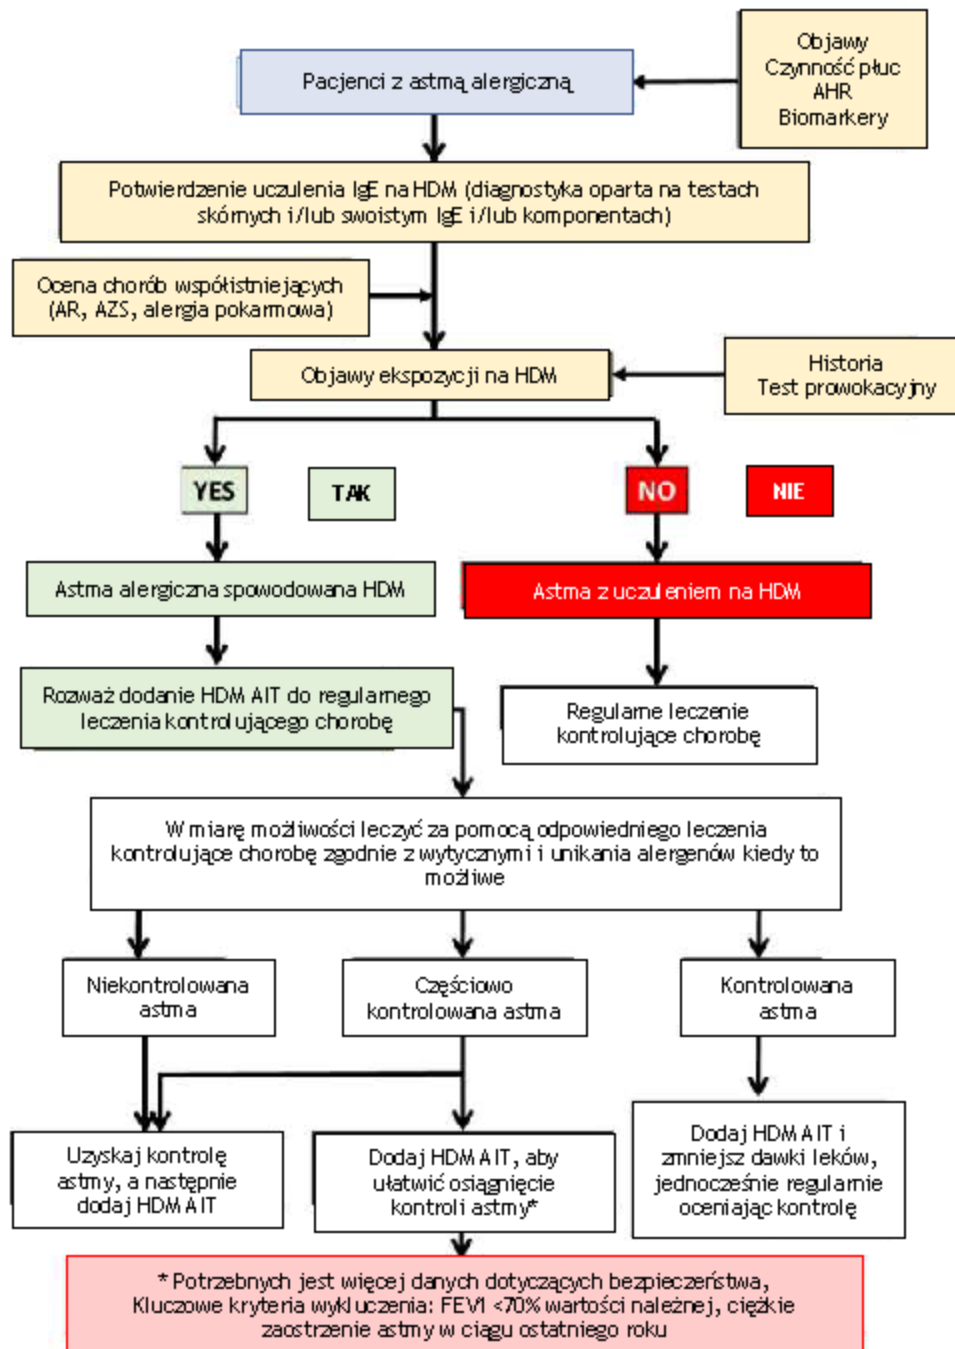 Objawy
Czynność płuc
AHR
Biomarkery
Pacjenci z astmą alergiczną
Potwierdzenie uczulenia IgE na HDM (diagnostyka oparta na testach
skórnych i/lub swoistym IgE i/lub komponentach)
Ocena chorób współistniejących
(AR, AZS, alergia pokarmowa)
Objawy ekspozycji na HDM
Historia
Test prowokacyjny
YES
TAK
NO
NIE
Astma alergiczna spowodowana HDM
Astma z uczuleniem na HDM
Rozważ dodanie HDM AIT do regularnego
leczenia kontrolującego chorobę
Regularne leczenie
kontrolujące chorobę
W miarę możliwości leczyć za pomocą odpowiedniego leczenia
kontrolujące chorobę zgodnie z wytycznymi i unikania alergenów kiedy to
możliwe
Niekontrolowana
astma
Częściowo
kontrolowana astma
Kontrolowana
astma
Uzyskaj kontrolę
astmy, a następnie
dodaj HDM AIT
Dodaj HDM AIT, aby
ułatwić osiągnięcie
kontroli astmy*
Dodaj HDM AIT i
zmniejsz dawki leków,
jednocześnie regularnie
oceniając kontrolę
* Potrzebnych jest więcej danych dotyczących bezpieczeństwa,
Kluczowe kryteria wykluczenia: FEV1 <70% wartości należnej, ciężkie
zaostrzenie astmy w ciągu ostatniego roku